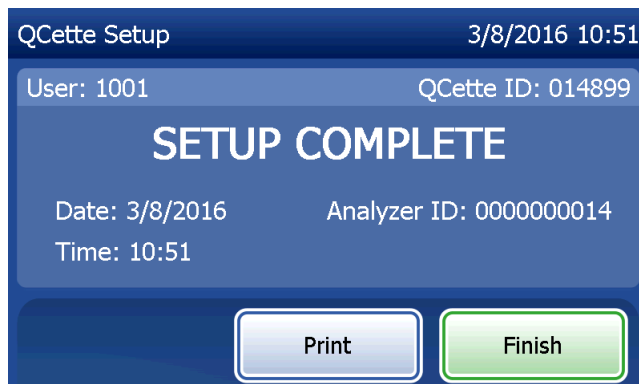 QCette Setup 3/8/2016 10:51
User: 1001 QCette ID: 014899
SETUP COMPLETE
Date: 3/8/2016 Analyzer ID: 0000000014
Time: 10:51
Print Finish